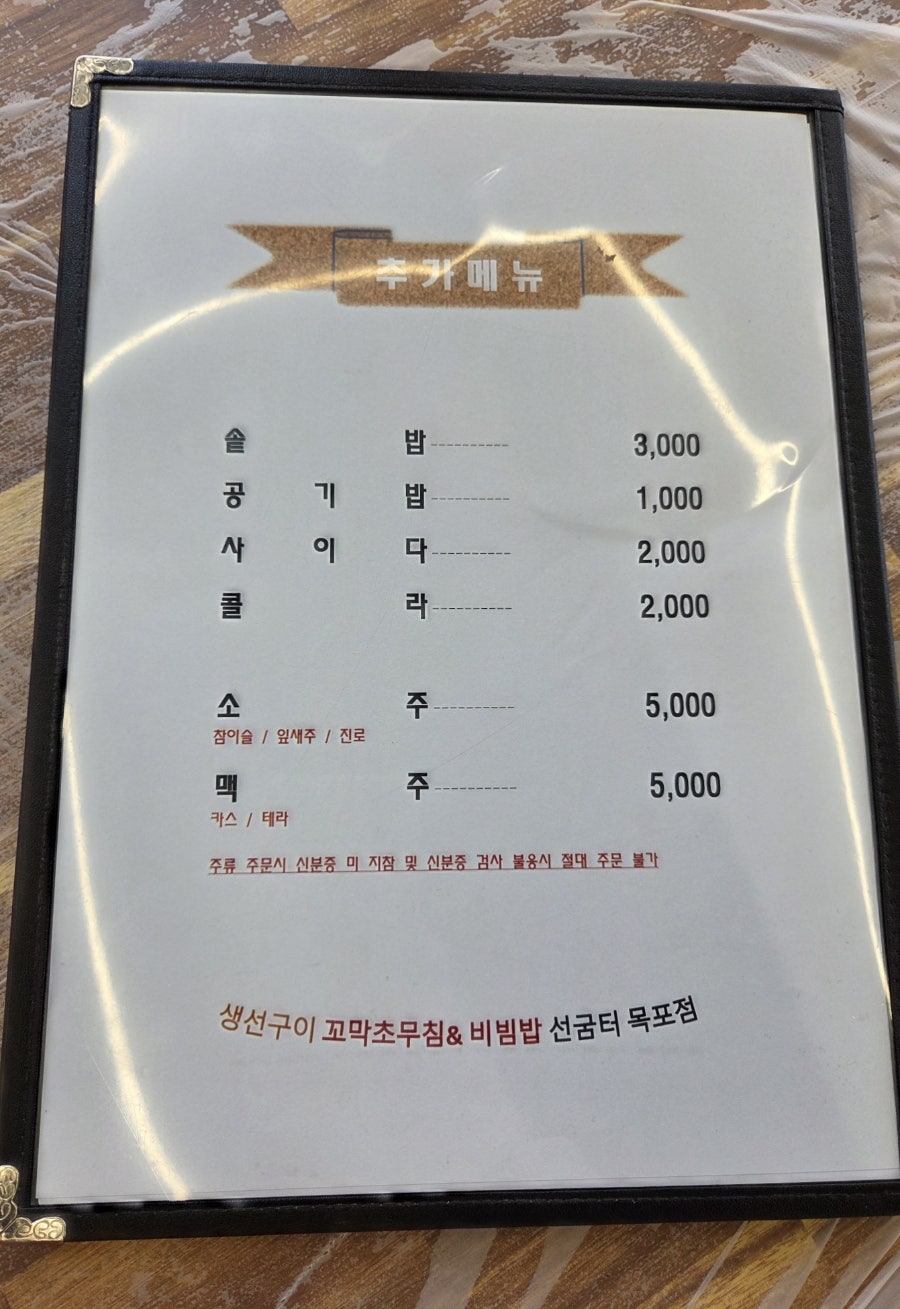 추가메뉴
솥 밥---------- 3,000
공 기 밥---------- 1,000
사 이 다---------- 2,000
콜 라---------- 2,000
소 주---------- 5,000
참이슬 / 잎새주 / 진로
맥 주---------- 5,000
카스 / 테라
주류 주문시 신분증 미 지참 및 신분증 검사 불응시 절대 주문 불가
생선구이 꼬막초무침& 비빔밥 선굼터 목포점